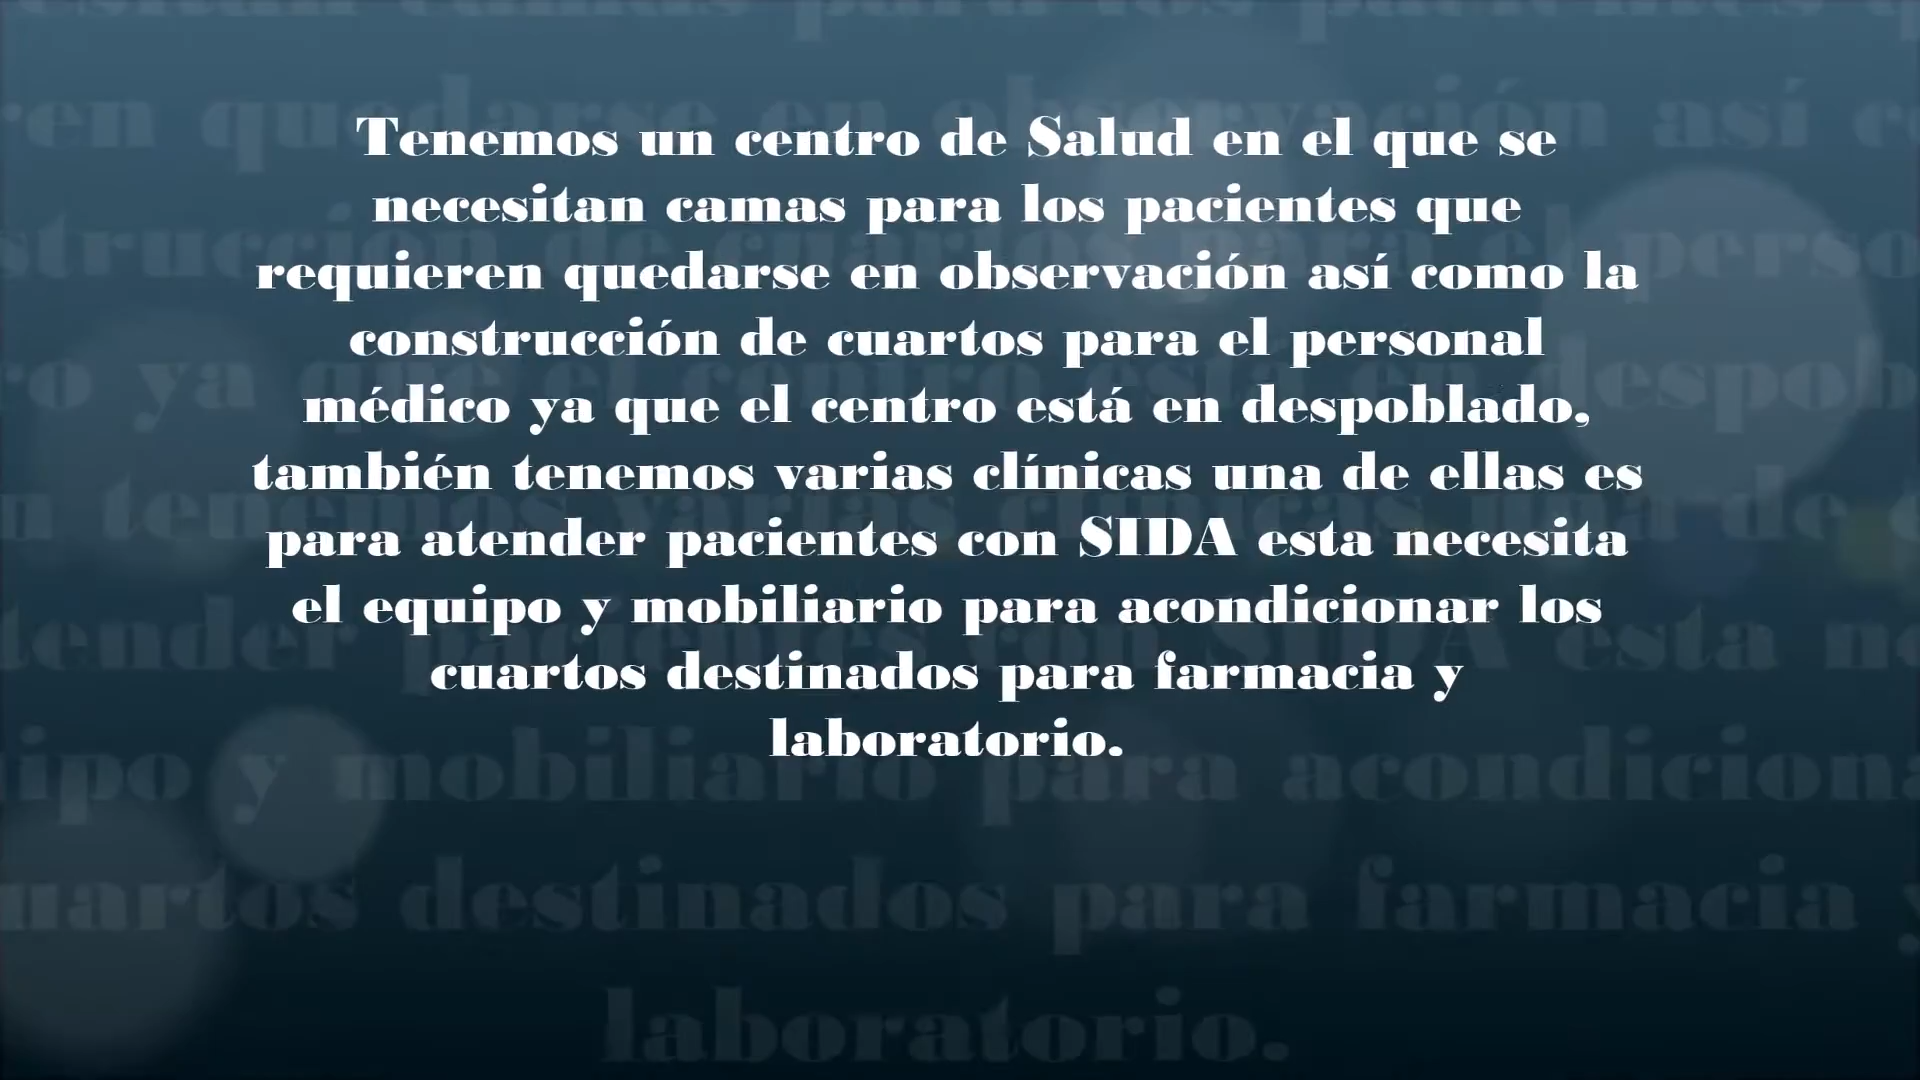 Tenemos un centro de Salud en el que se
necesitan camas para los pacientes que
requieren quedarse en observación así como la
construcción de cuartos para el personal
médico ya que el centro está en despoblado,
también tenemos varias clínicas una de ellas es
para atender pacientes con SIDA esta necesita
el equipo y mobiliario para acondicionar los
cuartos destinados para farmacia y
laboratorio.